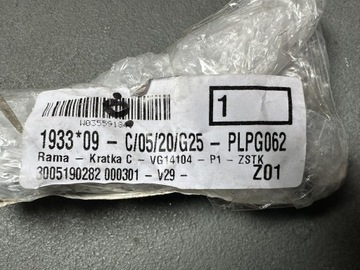 1
1933*09 - C/05/20/G25 - PLPG062
Rama - Kratka C - VG14104 - P1 - ZSTK
3005190282 000301 - V29 - Z01